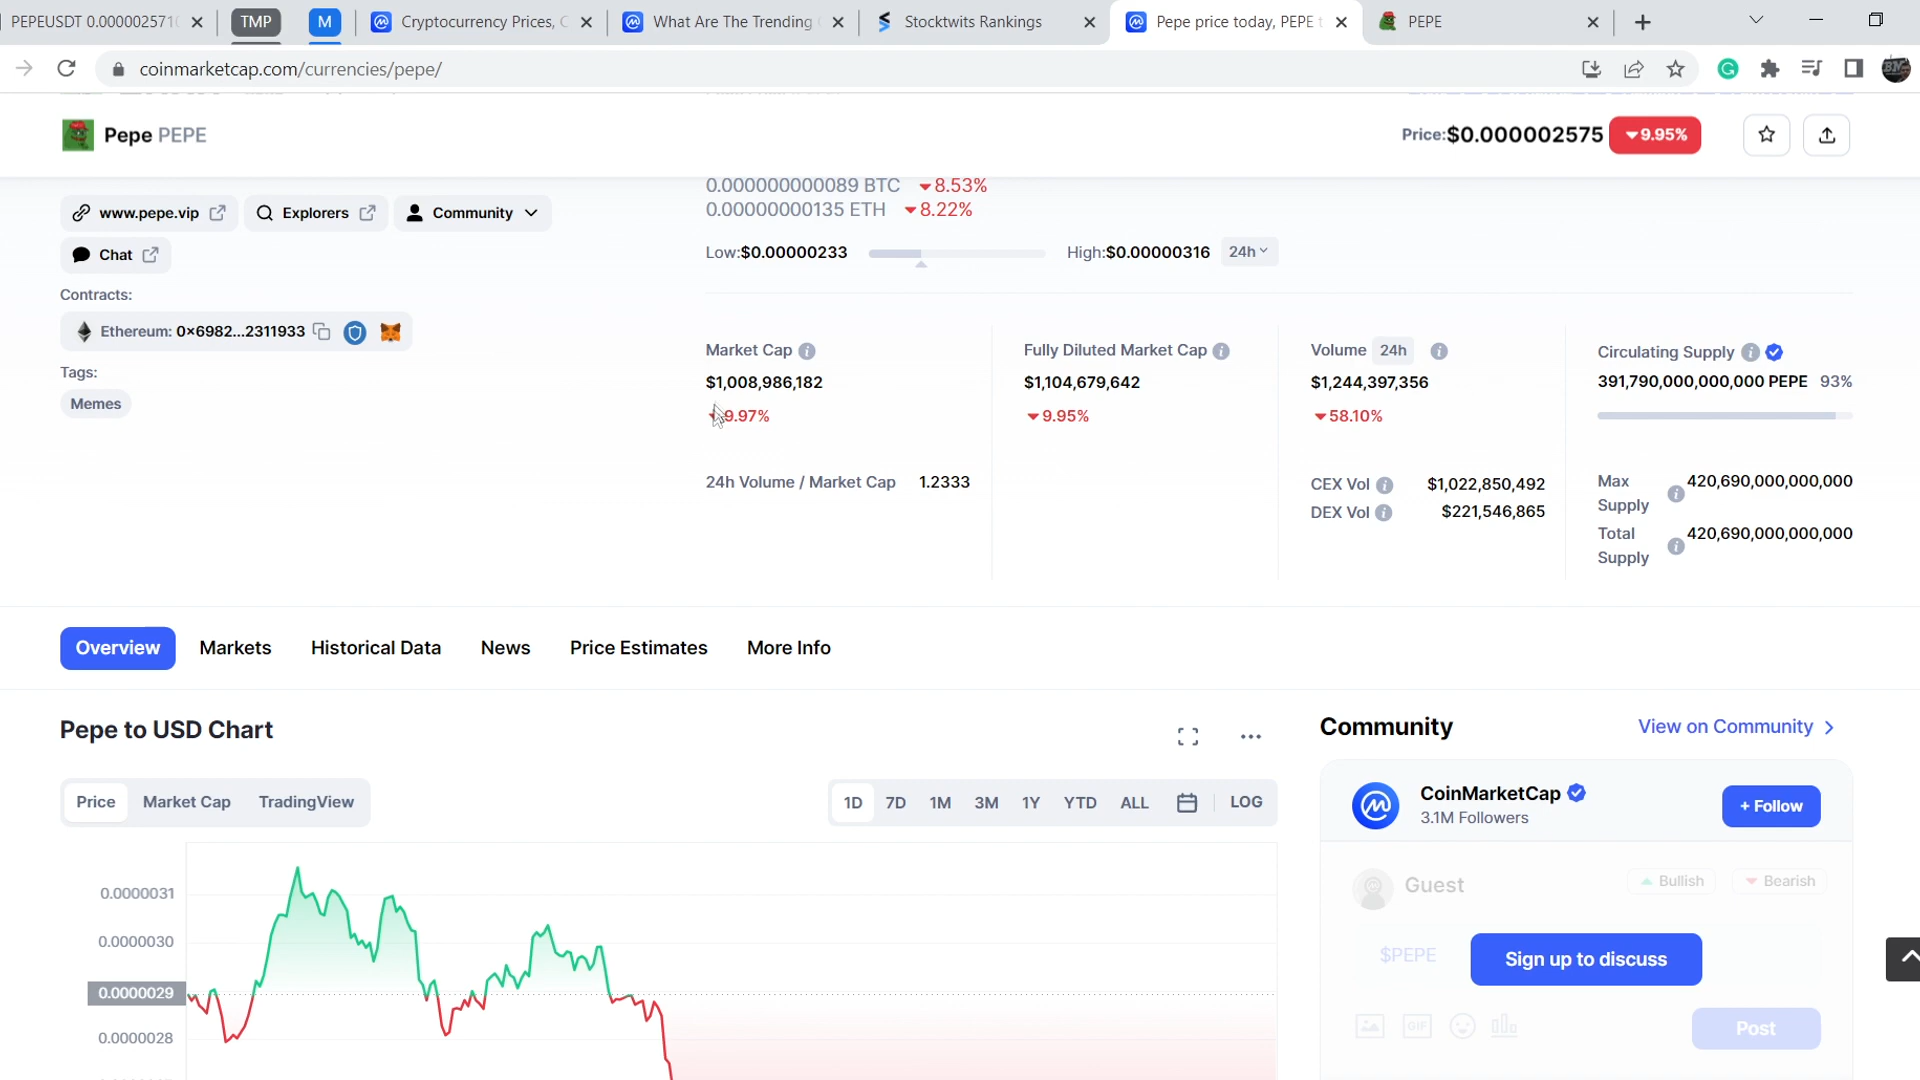 PEPEUSDT 0.000002571
TMP
M
Cryptocurrency Prices, C
What Are The Trending
Stocktwits Rankings
Pepe price today, PEPE t
PEPE
coinmarketcap.com/currencies/pepe/
Pepe PEPE
Price:$0.000002575
9.95%
www.pepe.vip
Explorers
Community
Chat
Contracts:
Ethereum: 0x6982...2311933
Tags:
Memes
0.000000000089 BTC 8.53%
0.00000000135 ETH 8.22%
Low:$0.00000233
High:$0.00000316
24h
Market Cap
$1,008,986,182
9.97%
24h Volume / Market Cap 1.2333
Fully Diluted Market Cap
$1,104,679,642
9.95%
Volume 24h
$1,244,397,356
58.10%
CEX Vol $1,022,850,492
DEX Vol $221,546,865
Circulating Supply
391,790,000,000,000 PEPE 93%
Max Supply 420,690,000,000,000
Total Supply 420,690,000,000,000
Overview
Markets
Historical Data
News
Price Estimates
More Info
Pepe to USD Chart
Price
Market Cap
TradingView
1D 7D 1M 3M 1Y YTD ALL LOG
0.0000031
0.0000030
0.0000029
0.0000028
Community
View on Community
CoinMarketCap
3.1M Followers
+ Follow
Guest
Bullish
Bearish
$PEPE
Sign up to discuss
GIF
Post